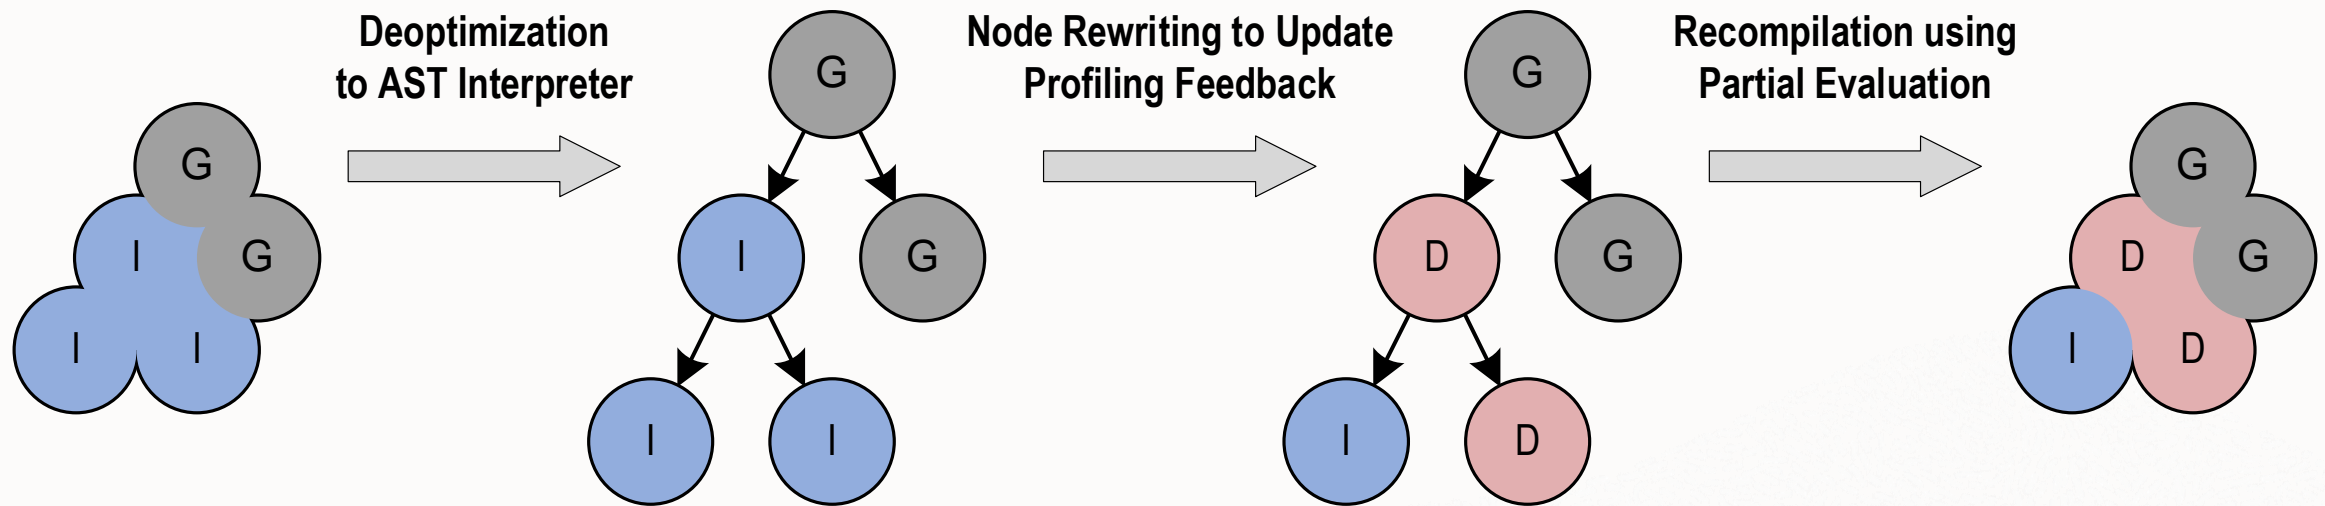 Deoptimization
to AST Interpreter
Node Rewriting to Update
Profiling Feedback
Recompilation using
Partial Evaluation
G
I
G
I
I
G
I
G
I
I
G
D
G
I
D
G
D
G
I
D